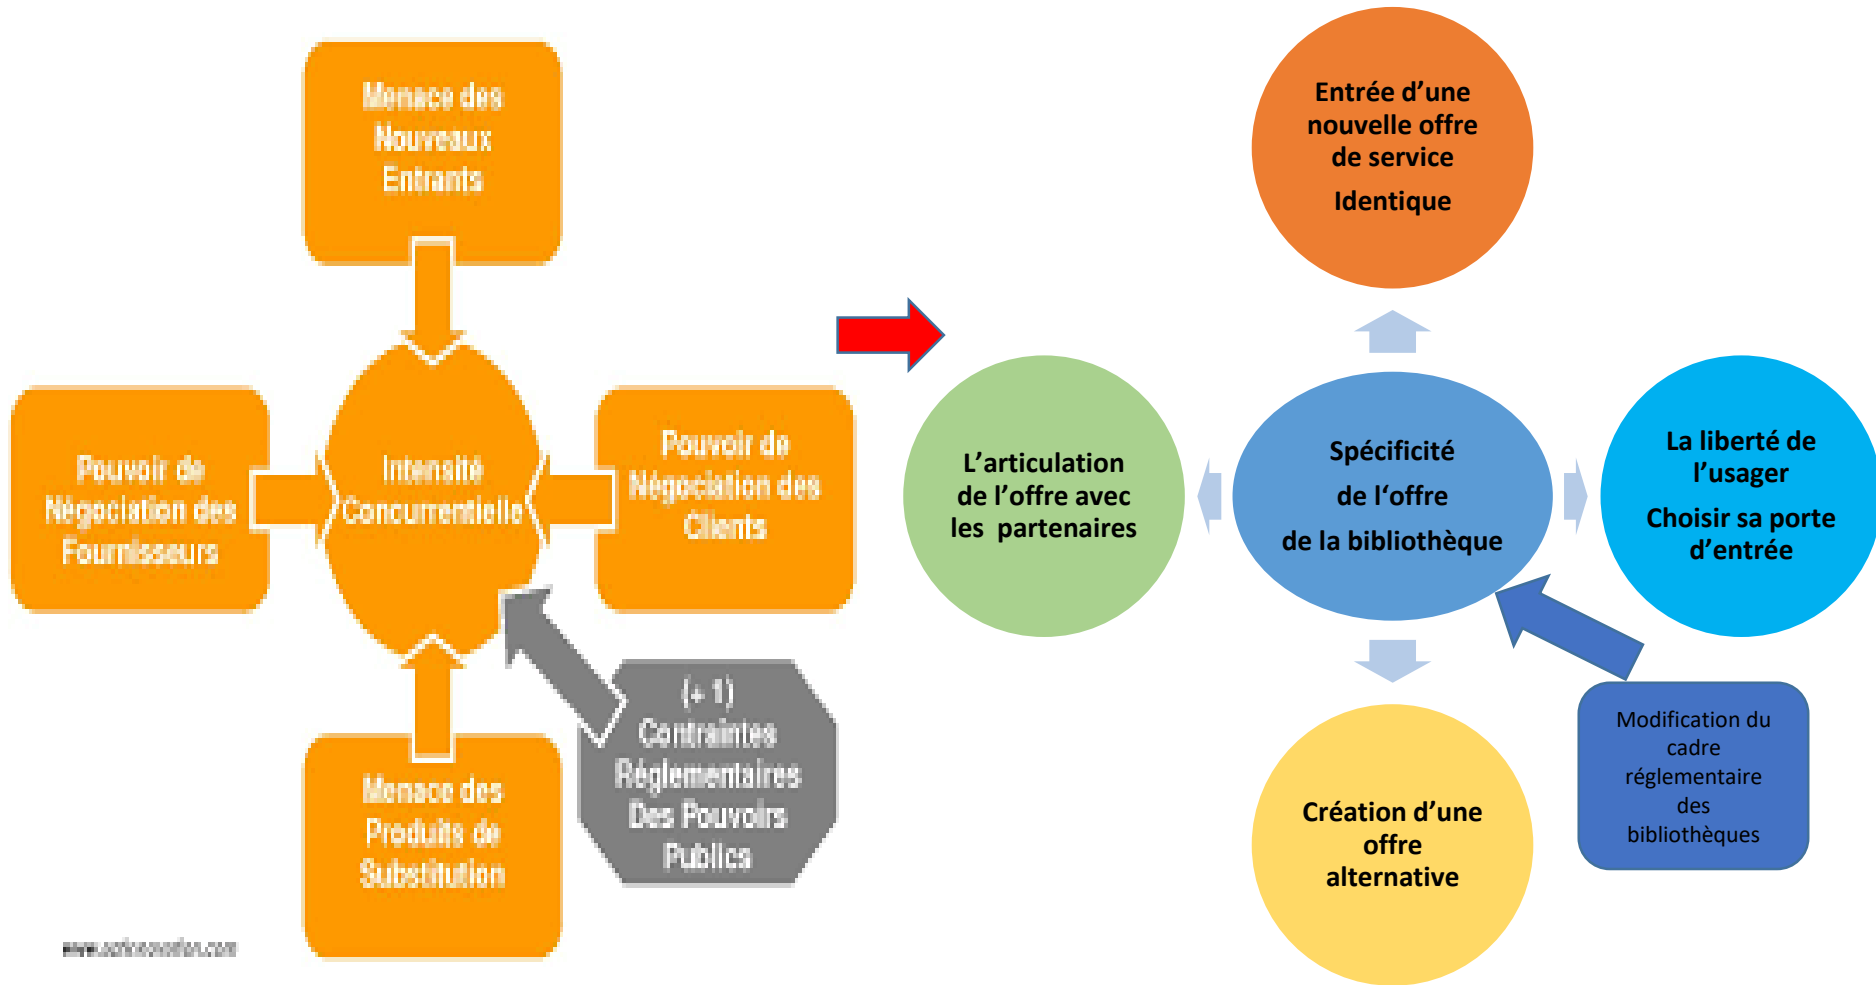 Menace des
Nouveaux
Entrants
Pouvoir de
Négociation des
Fournisseurs
Intensité
Concurrentielle
Pouvoir de
Négociation des
Clients
Menace des
Produits de
Substitution
(+ 1)
Contraintes
Réglementaires
Des Pouvoirs
Publics
Entrée d’une
nouvelle offre
de service
Identique
L’articulation
de l’offre avec
les partenaires
Spécificité
de l‘offre
de la bibliothèque
La liberté de
l’usager
Choisir sa porte
d’entrée
Création d’une
offre
alternative
Modification du
cadre
réglementaire
des
bibliothèques